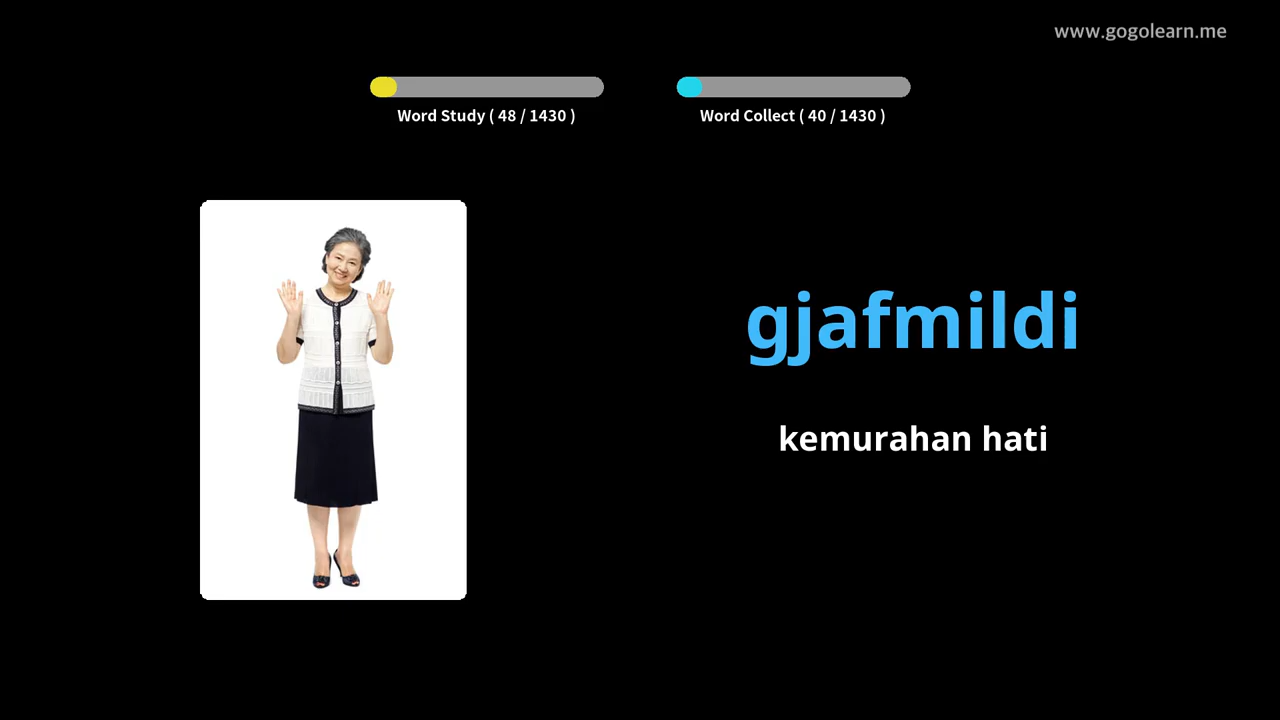 www.gogolearn.me
Word Study ( 48 / 1430 )
Word Collect ( 40 / 1430 )
gjafmildi
kemurahan hati